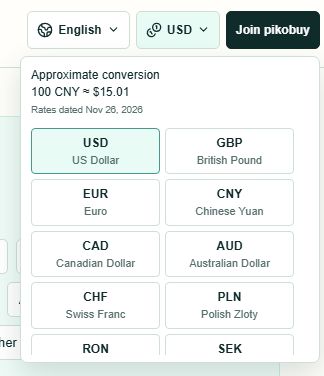 English
USD
Join pikobuy
Approximate conversion
100 CNY ≈ $15.01
Rates dated Nov 26, 2026
USD
US Dollar
GBP
British Pound
EUR
Euro
CNY
Chinese Yuan
CAD
Canadian Dollar
AUD
Australian Dollar
CHF
Swiss Franc
PLN
Polish Zloty
her
RON
SEK